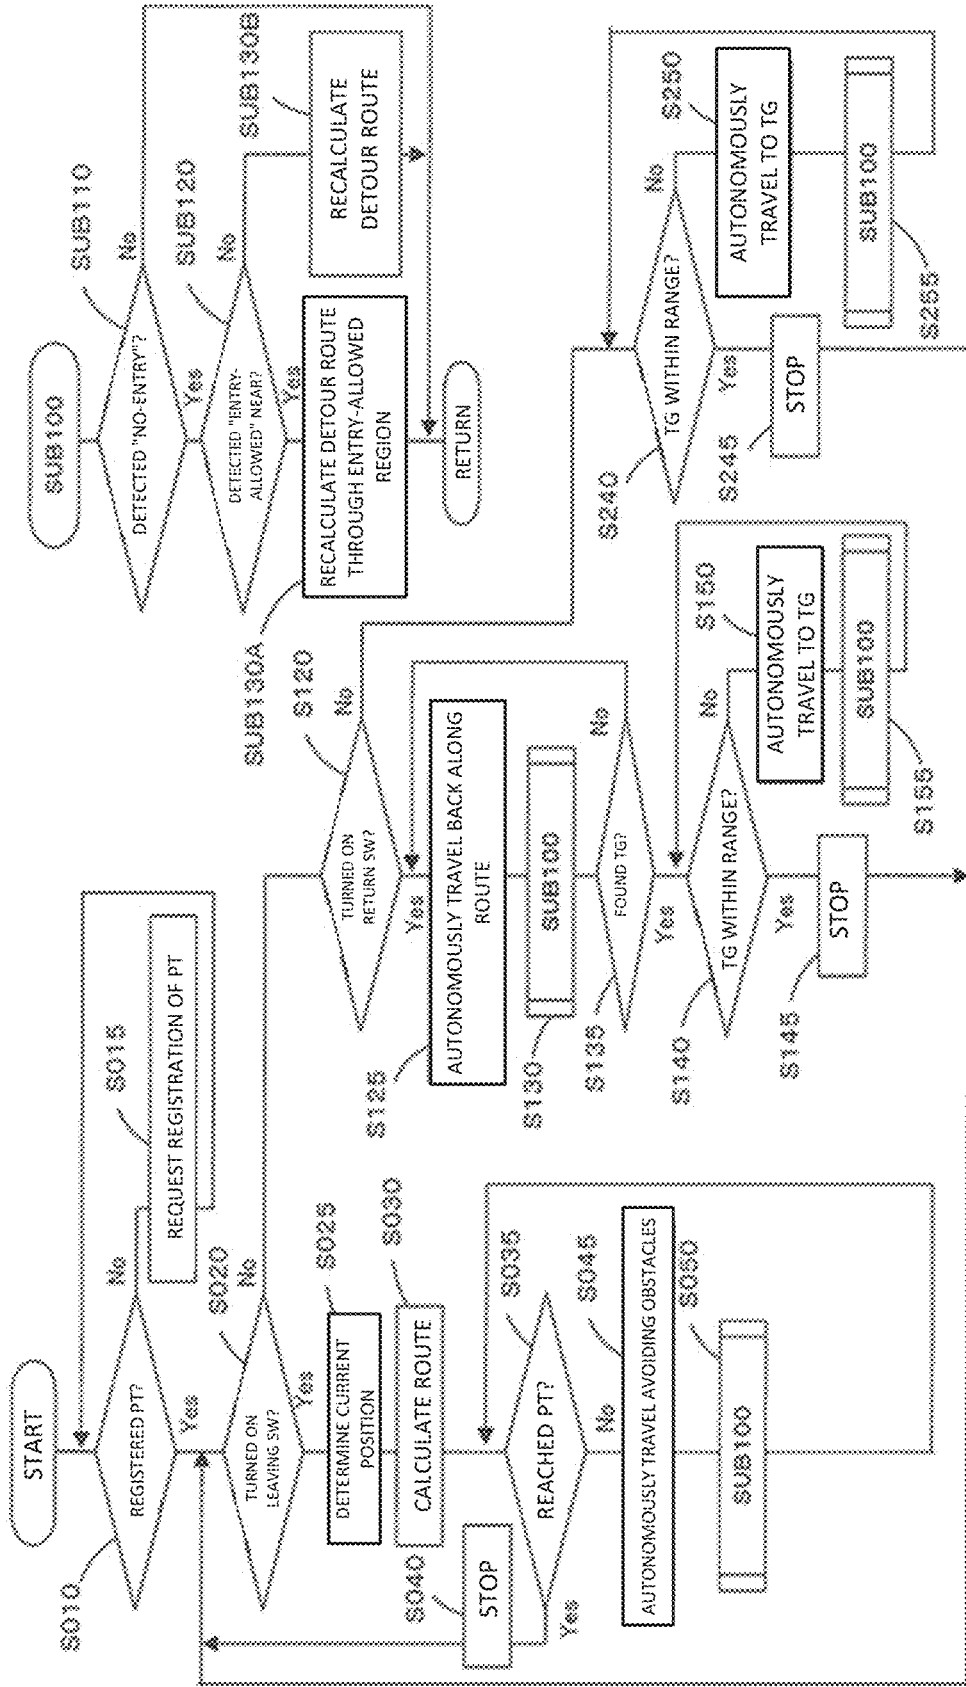 START
S010
REGISTERED PT?
No
Yes
S015
REQUEST REGISTRATION OF PT
S020
TURNED ON
LEAVING SW?
No
Yes
S025
DETERMINE CURRENT
POSITION
S030
CALCULATE ROUTE
S035
REACHED PT?
Yes
No
S040
STOP
S045
AUTONOMOUSLY TRAVEL AVOIDING OBSTACLES
S050
SUB100
S120
TURNED ON
RETURN SW?
No
Yes
S125
AUTONOMOUSLY TRAVEL BACK ALONG
ROUTE
S130
SUB100
S135
FOUND TG?
No
Yes
S140
TG WITHIN RANGE?
No
Yes
S145
STOP
S150
AUTONOMOUSLY
TRAVEL TO TG
S155
SUB100
S240
TG WITHIN RANGE?
No
Yes
S245
STOP
S250
AUTONOMOUSLY
TRAVEL TO TG
S255
SUB100
SUB100
SUB110
DETECTED "NO-ENTRY"?
No
Yes
SUB120
DETECTED "ENTRY-
ALLOWED" NEAR?
No
Yes
SUB130A
RECALCULATE DETOUR ROUTE
THROUGH ENTRY-ALLOWED
REGION
SUB130B
RECALCULATE
DETOUR ROUTE
RETURN